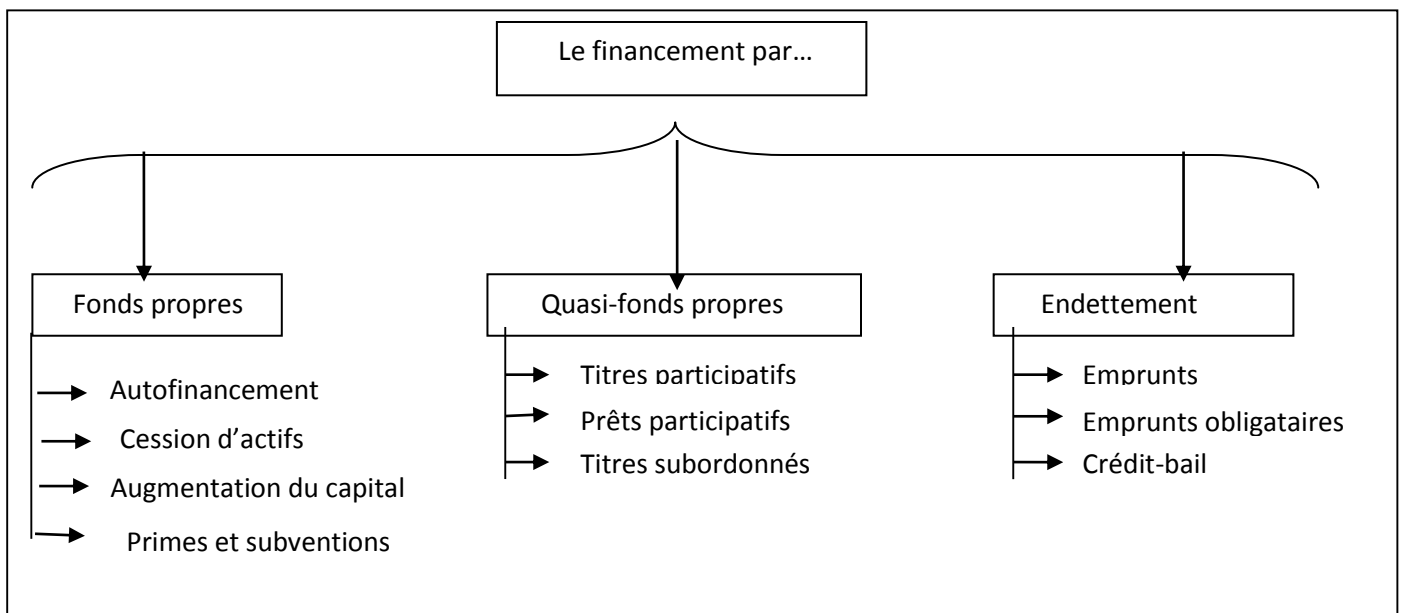 Le financement par…
Fonds propres
Autofinancement
Cession d’actifs
Augmentation du capital
Primes et subventions
Quasi-fonds propres
Titres participatifs
Prêts participatifs
Titres subordonnés
Endettement
Emprunts
Emprunts obligataires
Crédit-bail